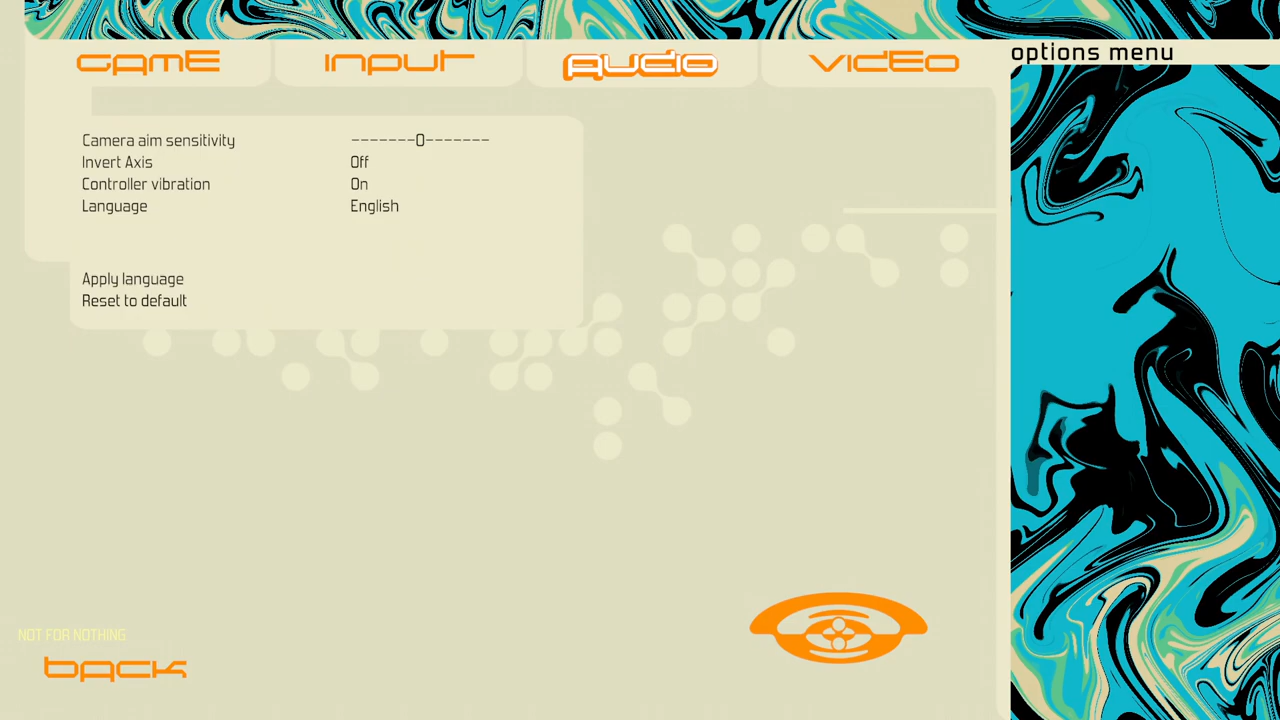 GAME INPUT AUDIO VIDEO
options menu
Camera aim sensitivity -------0-------
Invert Axis Off
Controller vibration On
Language English
Apply language
Reset to default
NOT FOR NOTHING
BACK